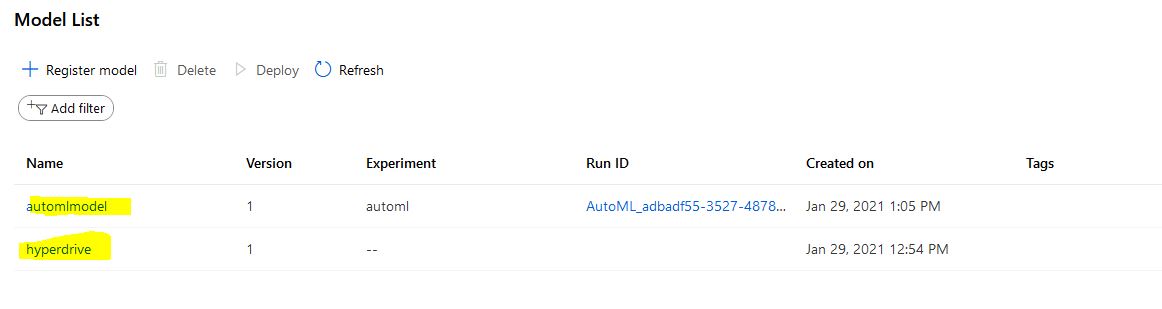 Model List
Register model Delete Deploy Refresh
Add filter
Name Version Experiment Run ID Created on Tags
automlmodel 1 automl AutoML_adbadf55-3527-4878... Jan 29, 2021 1:05 PM
hyperdrive 1 -- Jan 29, 2021 12:54 PM